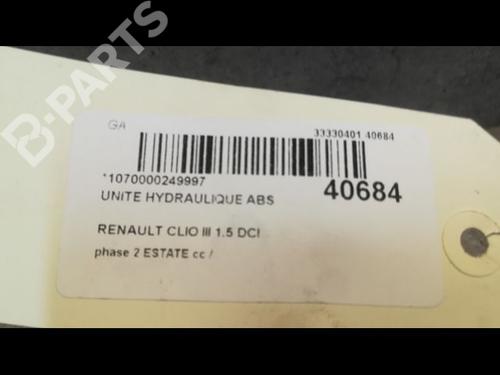 B-PARTS
GA
33330401 40684
*1070000249997
40684
UNITE HYDRAULIQUE ABS
RENAULT CLIO III 1.5 DCI
phase 2 ESTATE cc /